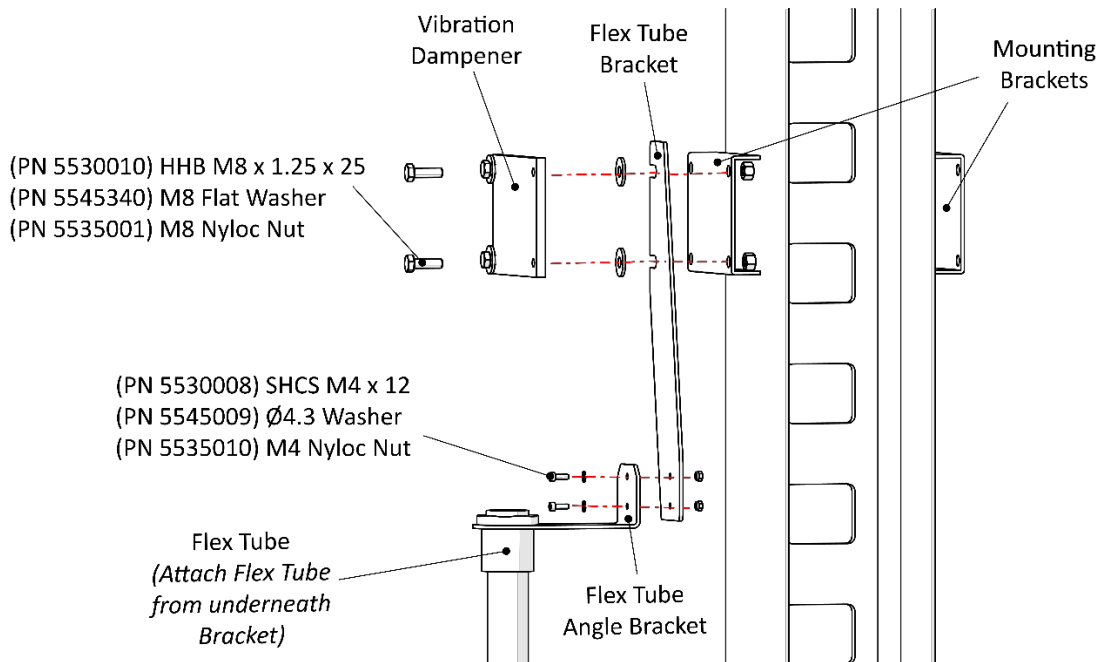 Vibration
Dampener
Flex Tube
Bracket
Mounting
Brackets
(PN 5530010) HHB M8 x 1.25 x 25
(PN 5545340) M8 Flat Washer
(PN 5535001) M8 Nyloc Nut
(PN 5530008) SHCS M4 x 12
(PN 5545009) Ø4.3 Washer
(PN 5535010) M4 Nyloc Nut
Flex Tube
(Attach Flex Tube
from underneath
Bracket)
Flex Tube
Angle Bracket